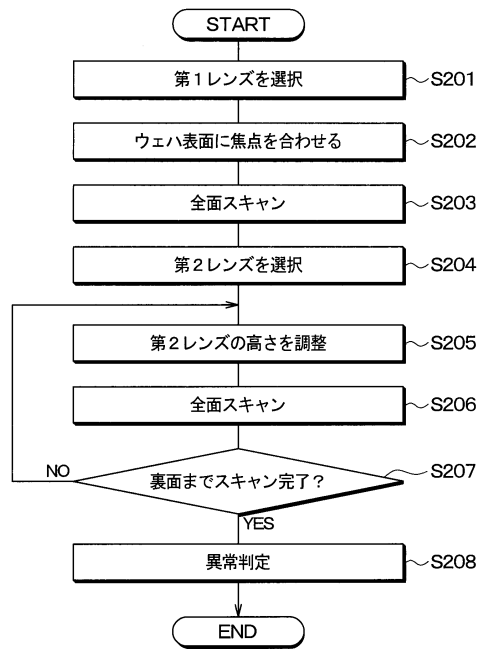 START
第1レンズを選択
S201
ウェハ表面に焦点を合わせる
S202
全面スキャン
S203
第2レンズを選択
S204
第2レンズの高さを調整
S205
全面スキャン
S206
裏面までスキャン完了?
S207
NO
YES
異常判定
S208
END